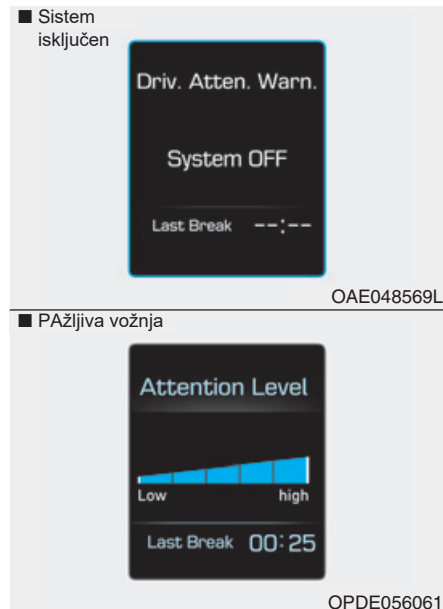 ■ Sistem
isključen
Driv. Atten. Warn.
System OFF
Last Break --:--
OAE048569L
■ PAžljiva vožnja
Attention Level
Low high
Last Break 00:25
OPDE056061